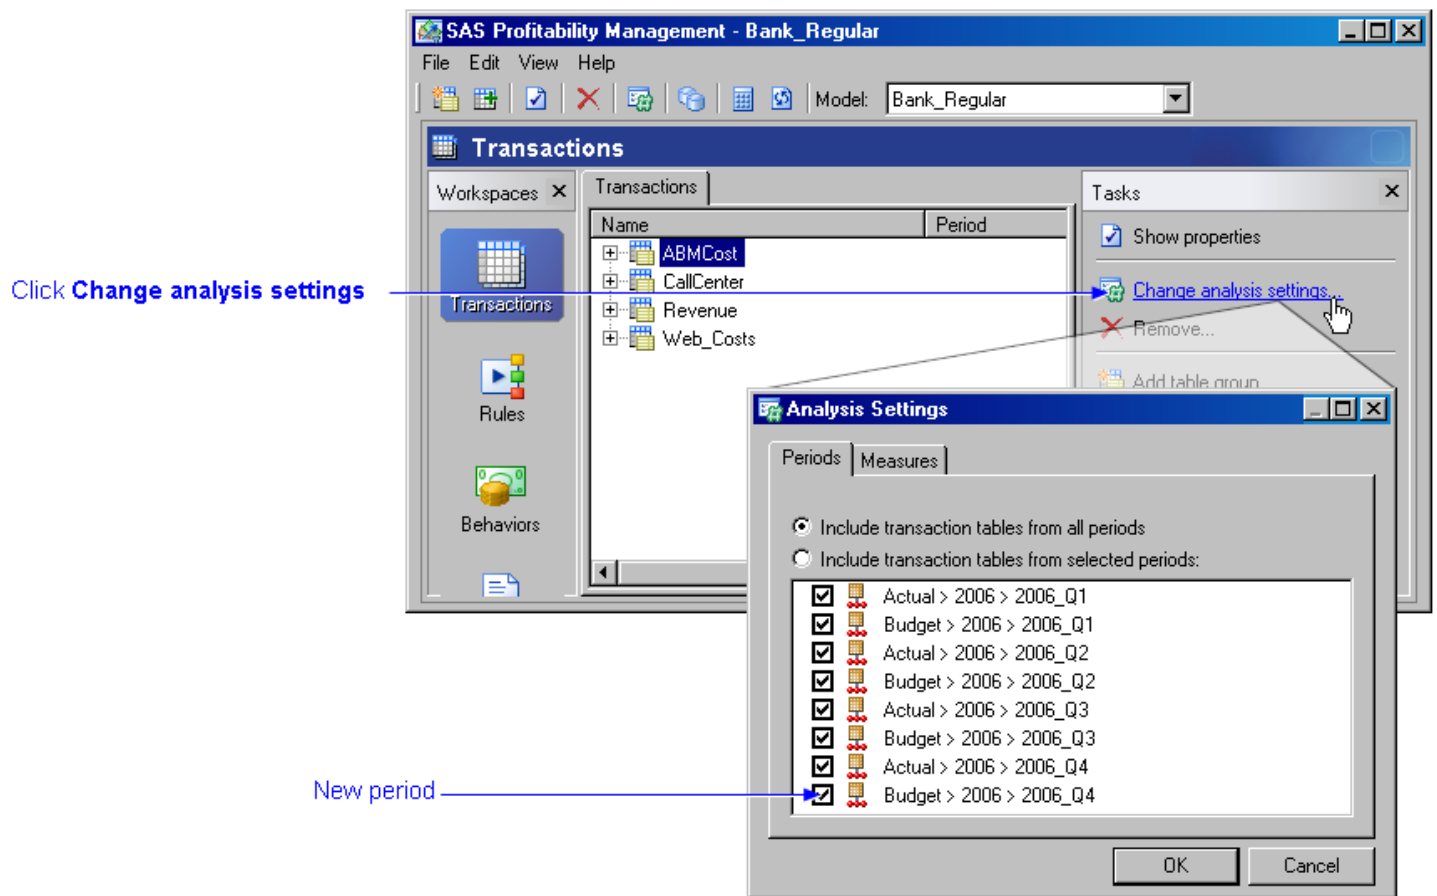 SAS Profitability Management - Bank_Regular
File Edit View Help
Model: Bank_Regular
Transactions
Workspaces
Transactions
Tasks
Name Period
Show properties
ABMCost
CallCenter
Click Change analysis settings
Transactions
Revenue
Change analysis settings...
Web_Costs
Remove...
Add table group
Rules
Analysis Settings
Periods Measures
Behaviors
Include transaction tables from all periods
Include transaction tables from selected periods:
Actual > 2006 > 2006_Q1
Budget > 2006 > 2006_Q1
Actual > 2006 > 2006_Q2
Budget > 2006 > 2006_Q2
Actual > 2006 > 2006_Q3
Budget > 2006 > 2006_Q3
Actual > 2006 > 2006_Q4
New period
Budget > 2006 > 2006_Q4
OK Cancel